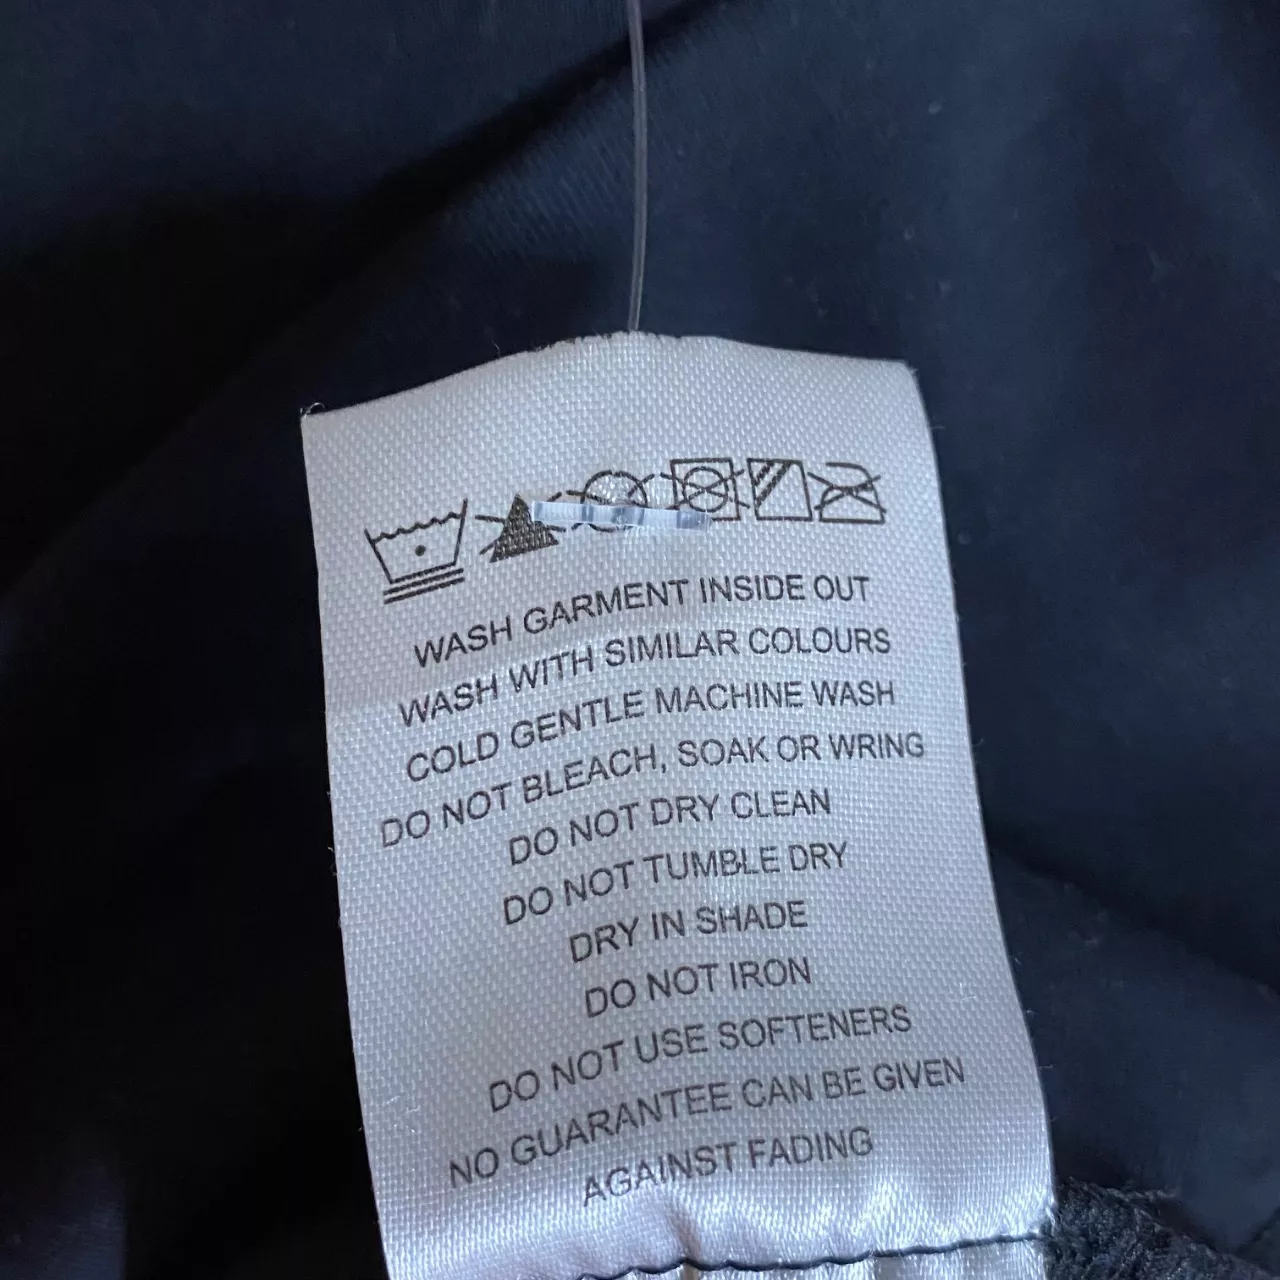 WASH GARMENT INSIDE OUT
WASH WITH SIMILAR COLOURS
COLD GENTLE MACHINE WASH
DO NOT BLEACH, SOAK OR WRING
DO NOT DRY CLEAN
DO NOT TUMBLE DRY
DRY IN SHADE
DO NOT IRON
DO NOT USE SOFTENERS
NO GUARANTEE CAN BE GIVEN
AGAINST FADING